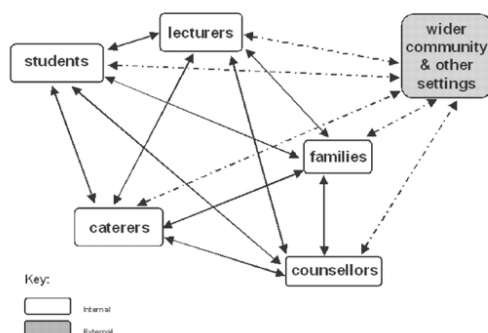 lecturers
wider
community
& other
settings
students
families
caterers
counsellors
Key:
Internal
External